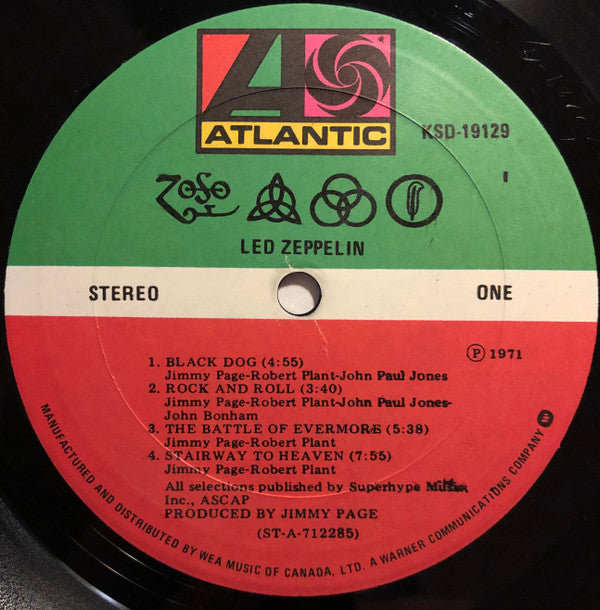 ATLANTIC
KSD-19129
ZoSo
I
LED ZEPPELIN
STEREO
ONE
℗ 1971
1. BLACK DOG (4:55)
Jimmy Page-Robert Plant-John Paul Jones
2. ROCK AND ROLL (3:40)
Jimmy Page-Robert Plant-John Paul Jones-
John Bonham
3. THE BATTLE OF EVERMORE (5:38)
Jimmy Page-Robert Plant
4. STAIRWAY TO HEAVEN (7:55)
Jimmy Page-Robert Plant
All selections published by Superhype Music,
Inc., ASCAP
PRODUCED BY JIMMY PAGE
(ST-A-712285)
MANUFACTURED AND DISTRIBUTED BY WEA MUSIC OF CANADA, LTD. A WARNER COMMUNICATIONS COMPANY